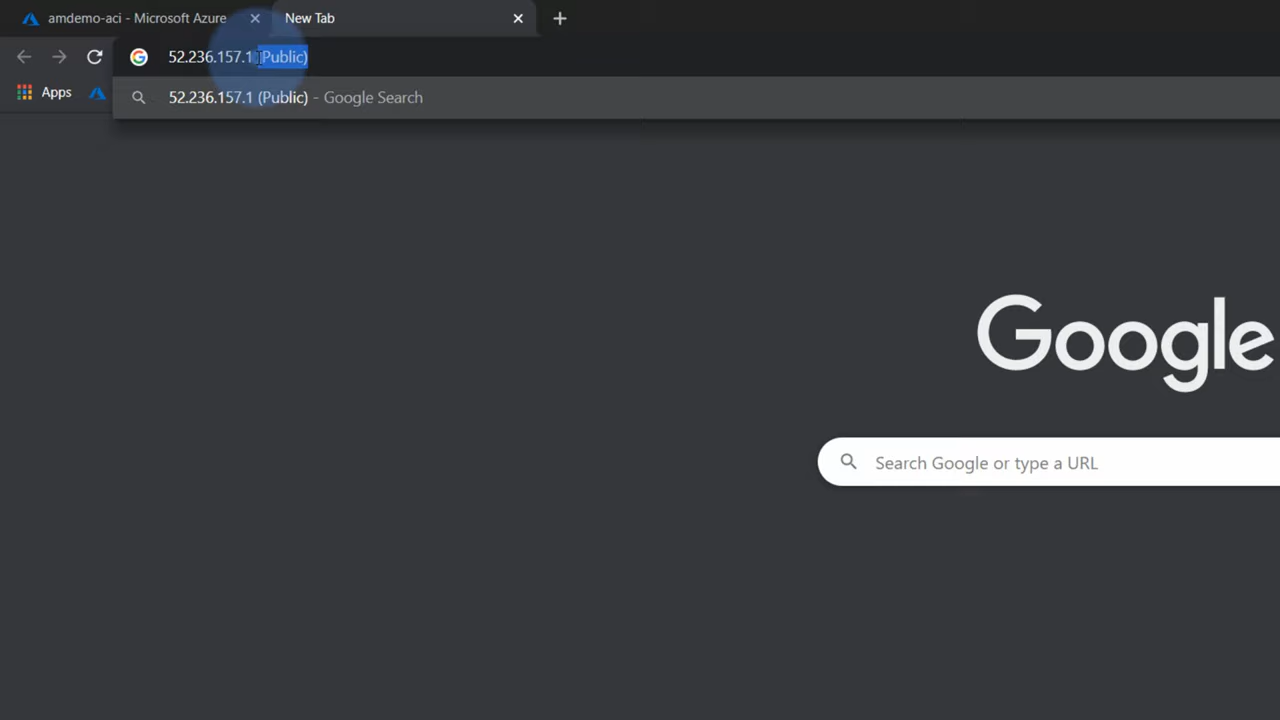 amdemo-aci - Microsoft Azure
New Tab
52.236.157.1 (Public)
Apps
52.236.157.1 (Public) - Google Search
Google
Search Google or type a URL